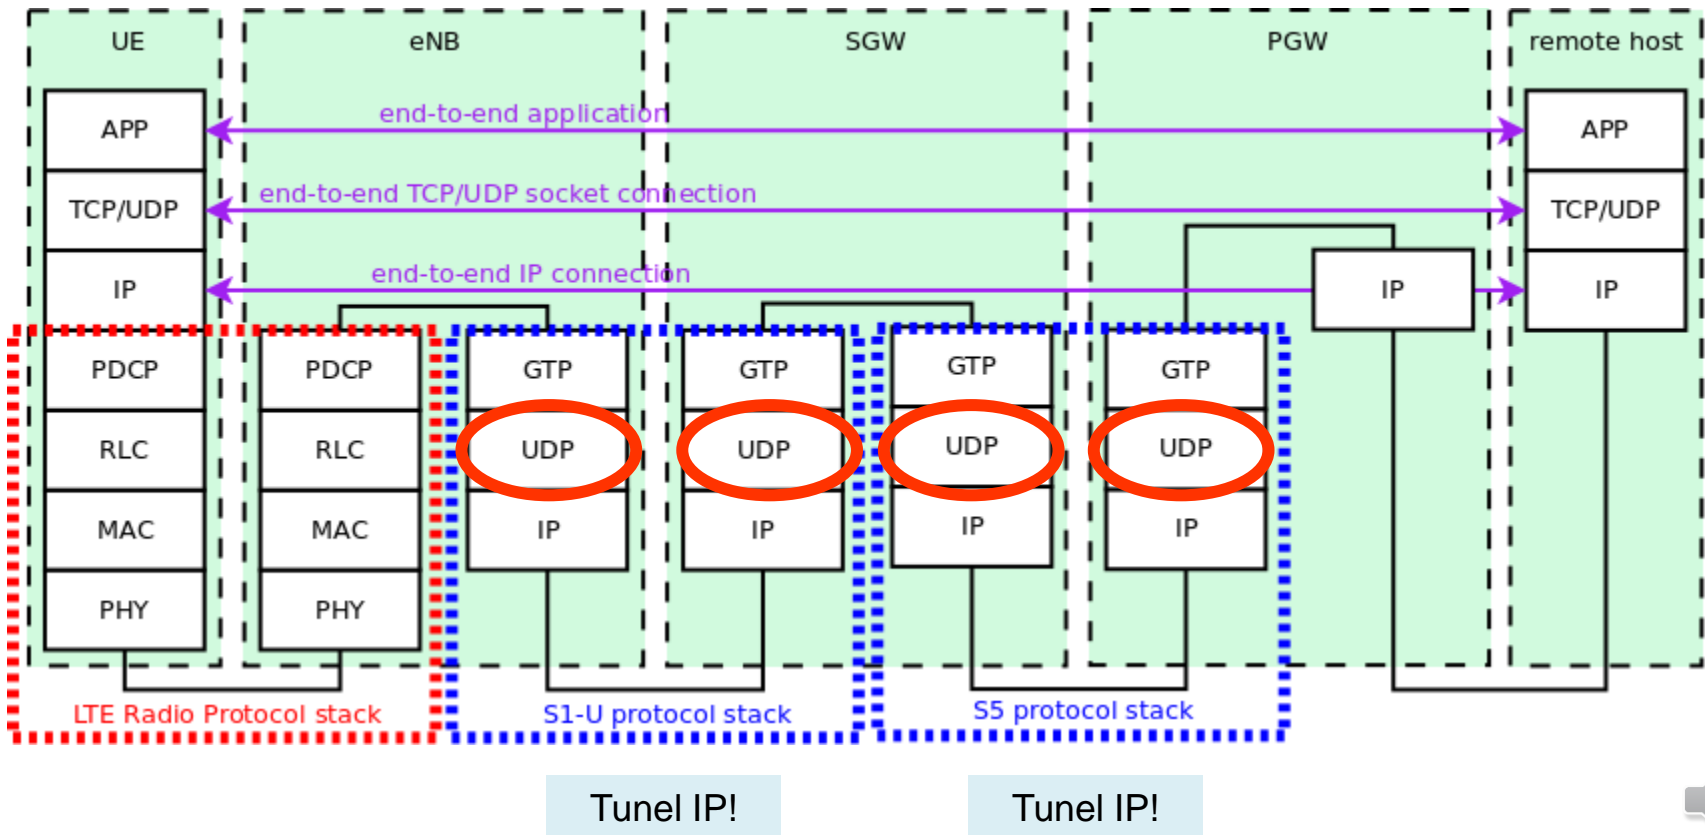 UE
eNB
SGW
PGW
remote host
APP
end-to-end application
APP
TCP/UDP
end-to-end TCP/UDP socket connection
TCP/UDP
IP
end-to-end IP connection
IP
IP
PDCP
PDCP
GTP
GTP
GTP
GTP
RLC
RLC
UDP
UDP
UDP
UDP
MAC
MAC
IP
IP
IP
IP
PHY
PHY
LTE Radio Protocol stack
S1-U protocol stack
S5 protocol stack
Tunel IP!
Tunel IP!